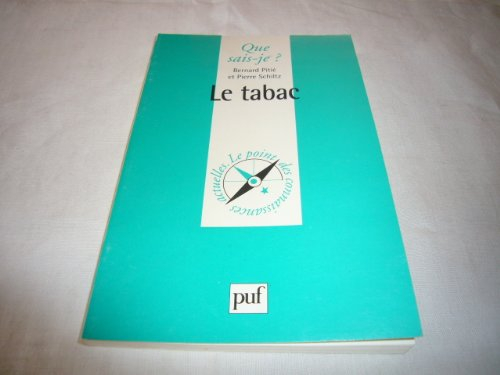 Que
sais-je ?
Bernard Pitié
et Pierre Schiltz
Le tabac
Le point des connaissances actuelles.
puf